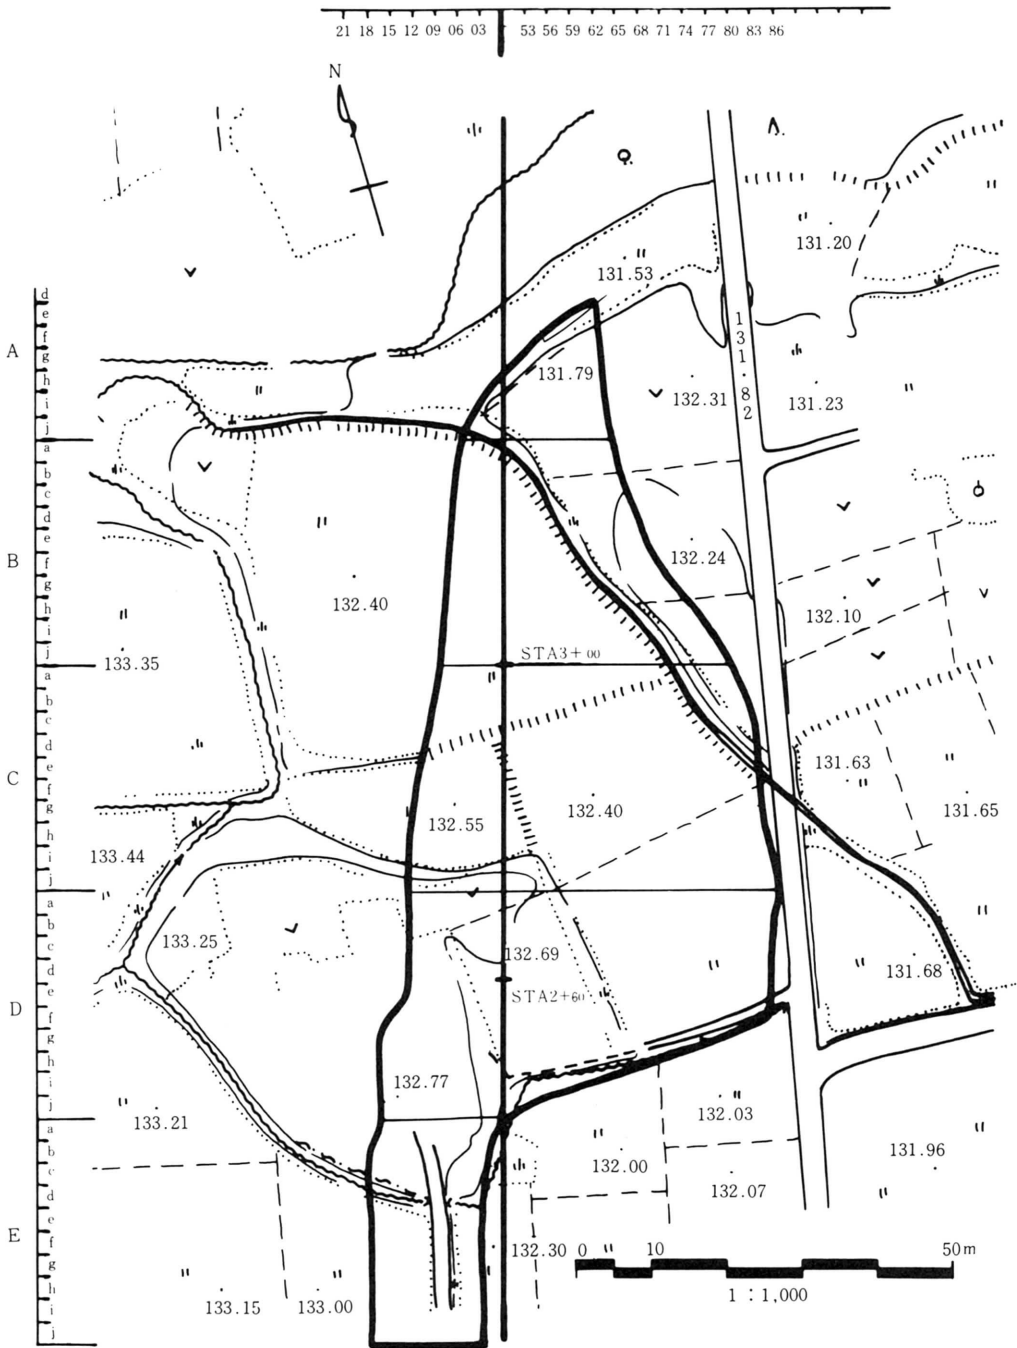 21 18 15 12 09 06 03 53 56 59 62 65 68 71 74 77 80 83 86
N
131.20
131.53
d
e
f
A
g
h
i
j
131.79
132.31
131.82
131.23
a
b
c
d
e
B
f
g
h
i
j
132.24
132.40
132.10
133.35
STA3+00
a
b
c
d
e
C
f
g
h
i
j
131.63
131.65
132.55
132.40
133.44
a
b
c
d
e
D
f
g
h
i
j
133.25
132.69
131.68
STA2+60
132.77
132.03
133.21
a
b
c
d
e
E
f
g
h
i
j
132.00
131.96
132.07
132.30
0 10 50m
133.15
133.00
1:1,000